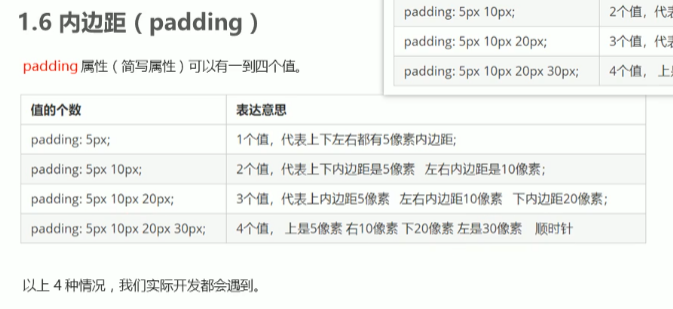 1.6 内边距（padding）
padding: 5px 10px; 2个值，代
padding: 5px 10px 20px; 3个值，代
padding: 5px 10px 20px 30px; 4个值， 上
padding 属性（简写属性）可以有一到四个值。
值的个数 表达意思
padding: 5px; 1个值，代表上下左右都有5像素内边距;
padding: 5px 10px; 2个值，代表上下内边距是5像素 左右内边距是10像素；
padding: 5px 10px 20px; 3个值，代表上内边距5像素 左右内边距10像素 下内边距20像素；
padding: 5px 10px 20px 30px; 4个值， 上是5像素 右10像素 下20像素 左是30像素 顺时针
以上 4 种情况，我们实际开发都会遇到。